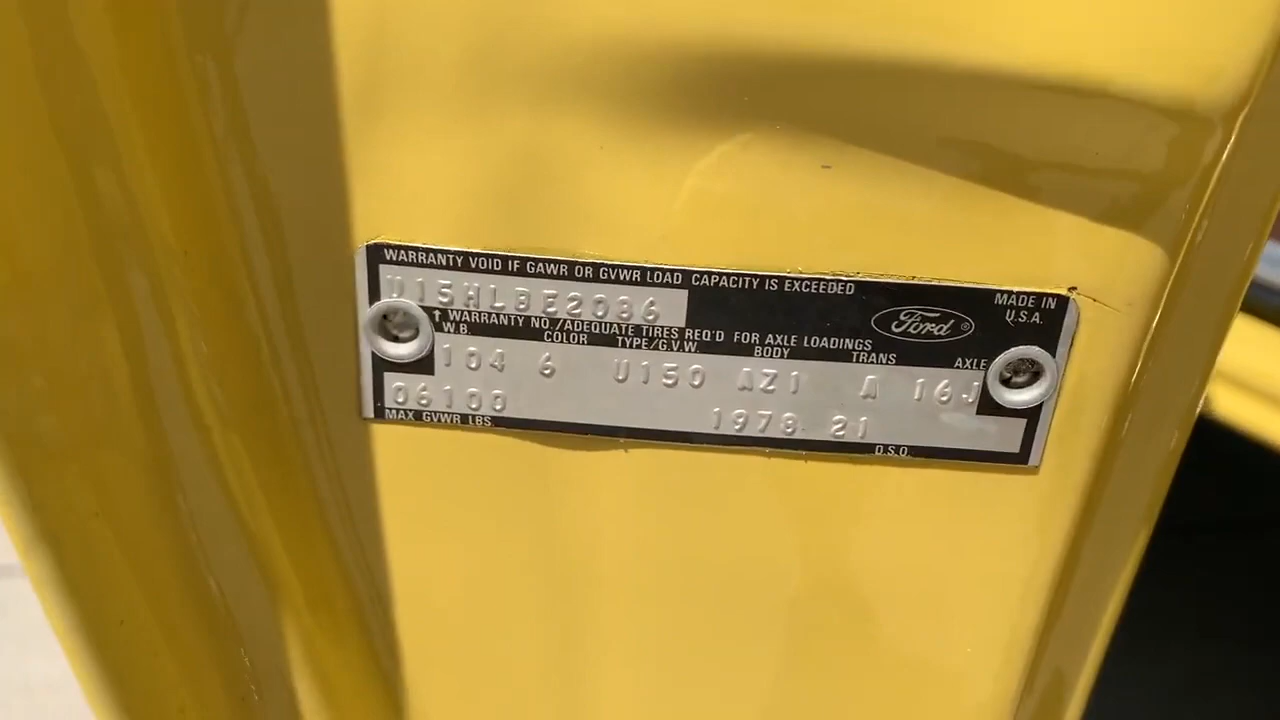 WARRANTY VOID IF GAWR OR GVWR LOAD CAPACITY IS EXCEEDED
MADE IN U.S.A.
U15HLBE2086
Ford ®
↑ WARRANTY NO./ADEQUATE TIRES REQ'D FOR AXLE LOADINGS
W.B. COLOR TYPE/G.V.W. BODY TRANS AXLE
104 6 U150 AZ1 A 16J
06100 1978 21
MAX. GVWR LBS. D.S.O.